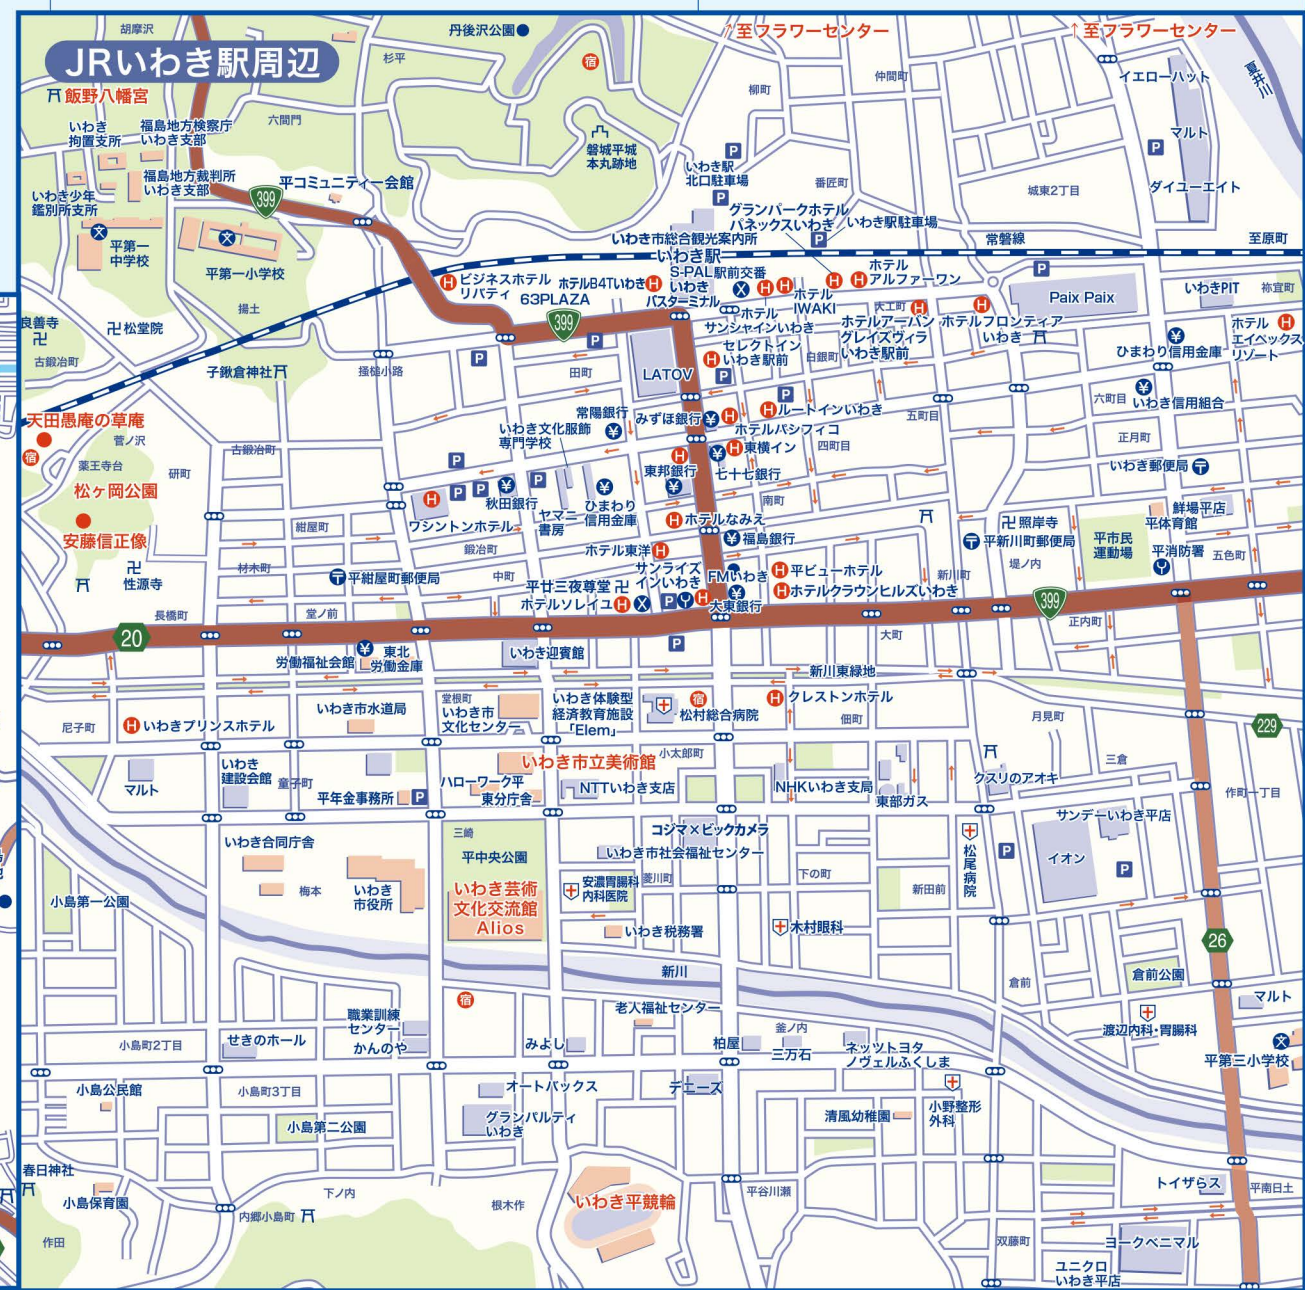 胡摩沢
丹後沢公園
↑至フラワーセンター
↑至フラワーセンター
JRいわき駅周辺
杉平
宿
仲間町
イエローハット
夏井川
飯野八幡宮
柳町
六間門
いわき
拘置支所
福島地方検察庁
いわき支部
マルト
磐城平城
本丸跡地
P
P
いわき駅
北口駐車場
福島地方裁判所
いわき支部
平コミュニティー会館
番匠町
城東2丁目
ダイユーエイト
いわき少年
鑑別所支所
399
P
グランパークホテル
パネックスいわき
いわき駅駐車場
P
文
平第一
中学校
文
平第一小学校
いわき市総合観光案内所
いわき駅
常磐線
至原町
S-PAL
駅前交番
いわき
バスターミナル
H
ビジネスホテル
リバティ
ホテルB4Tいわき
H
63PLAZA
X
H
H
H
H
ホテル
アルファーワン
P
Paix Paix
いわきPIT
祢宜町
揚土
ホテル
IWAKI
大工町
H
H
良善寺
卍
卍松堂院
399
ホテル
サンシャインいわき
ホテルアーバン
グレイズヴィラ
いわき駅前
ホテルフロンティア
いわき
ホテル
エイペックス
リゾート
H
¥
ひまわり信用金庫
古鍛冶町
子鍬倉神社
掻槌小路
P
P
田町
LATOV
セレクトイン
いわき駅前
H
P
白銀町
¥
いわき信用組合
六町目
天田愚庵の草庵
宿
菅ノ沢
薬王寺台
常陽銀行
¥
みずほ銀行
¥
H
P
H
ルートインいわき
ホテルパシフィコ
五町目
正月町
いわき文化服飾
専門学校
古鍛冶町
研町
H
東横イン
¥
七十七銀行
四町目
いわき郵便局
松ヶ岡公園
P
P
P
P
H
東邦銀行
¥
南町
¥
秋田銀行
¥
ひまわり
信用金庫
H
ワシントンホテル
ヤマニ
書房
安藤信正像
紺屋町
H
ホテルなみえ
卍照岸寺
鮮場平店
平体育館
鍛冶町
ホテル東洋
H
¥
福島銀行
平新川町郵便局
平市民
運動場
平消防署
五色町
卍
性源寺
材木町
平紺屋町郵便局
中町
サンライズ
インいわき
FMいわき
H
平ビューホテル
新川町
堤ノ内
平廿三夜尊堂卍
ホテルソレイユ
H
X
P
H
¥
大東銀行
H
ホテルクラウンヒルズいわき
399
長橋町
堂ノ前
20
P
大町
正内町
¥
労働福祉会館
東北
労働金庫
いわき迎賓館
新川東緑地
尼子町
H
いわきプリンスホテル
いわき市水道局
堂根町
いわき市
文化センター
いわき体験型
経済教育施設
「Elem」
宿
松村総合病院
H
クレストンホテル
佃町
月見町
229
マルト
いわき
建設会館
童子町
平年金事務所
P
ハローワーク平
東分庁舎
いわき市立美術館
小太郎町
NTTいわき支店
NHKいわき支局
東部ガス
クスリのアオキ
三倉
作町一丁目
いわき合同庁舎
三崎
平中央公園
コジマ×ビックカメラ
いわき市社会福祉センター
松尾病院
P
サンデーいわき平店
イオン
P
小島第一公園
梅本
いわき
市役所
いわき芸術
文化交流館
Alios
安濃胃腸科
内科医院
菱川町
下の町
新田前
いわき税務署
木村眼科
26
新川
倉前
倉前公園
宿
職業訓練
センター
かんのや
老人福祉センター
マルト
小島町2丁目
せきのホール
みよし
柏屋
釜ノ内
三万石
ネッツトヨタ
ノヴェルふくしま
渡辺内科・胃腸科
文
平第三小学校
小島公民館
小島町3丁目
オートバックス
デニーズ
小野整形
外科
小島第二公園
グランパルティ
いわき
清風幼稚園
春日神社
小島保育園
下ノ内
内郷小島町
根木作
いわき平競輪
平谷川瀬
トイザらス
平南白土
作田
双藤町
ヨークベニマル
ユニクロ
いわき平店